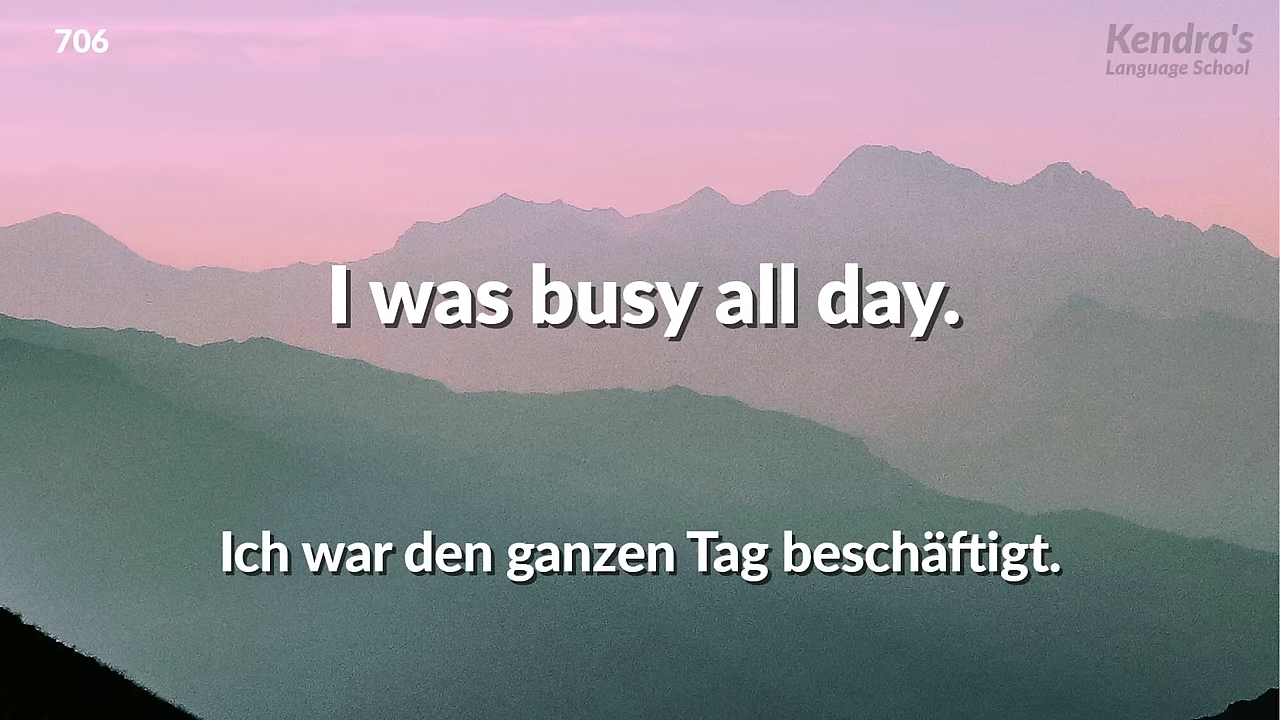 706
Kendra's
Language School
I was busy all day.
Ich war den ganzen Tag beschäftigt.